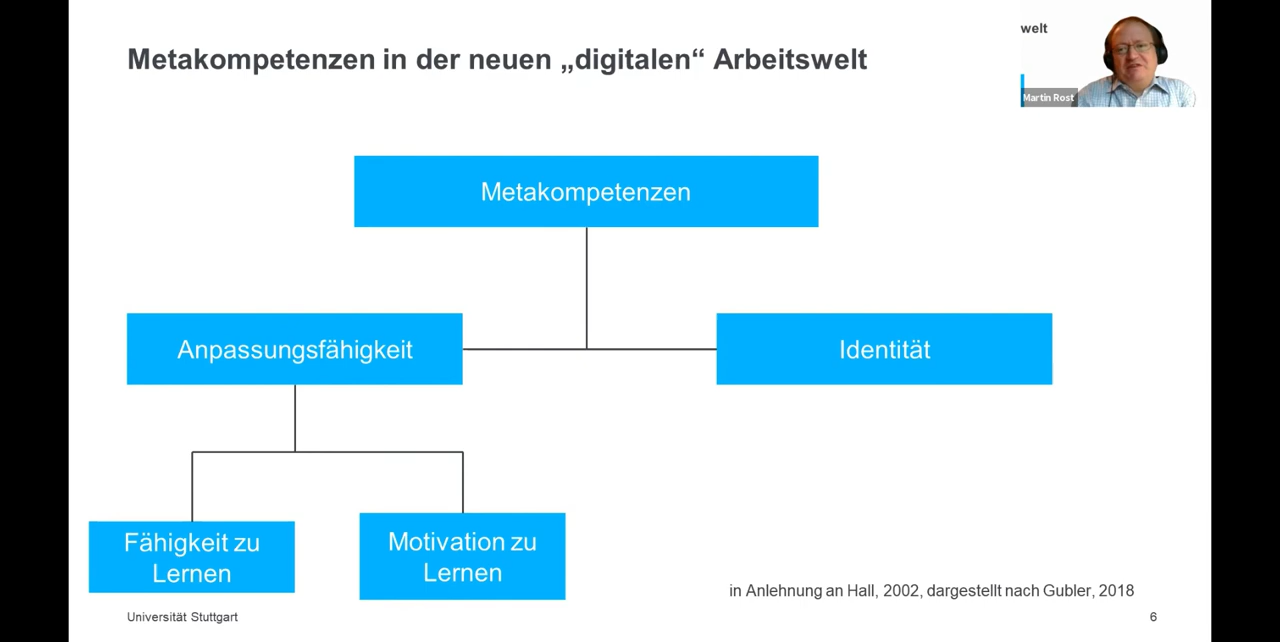 Metakompetenzen in der neuen „digitalen“ Arbeitswelt
welt
Martin Rost
Metakompetenzen
Anpassungsfähigkeit
Identität
Fähigkeit zu
Lernen
Motivation zu
Lernen
in Anlehnung an Hall, 2002, dargestellt nach Gubler, 2018
Universität Stuttgart
6